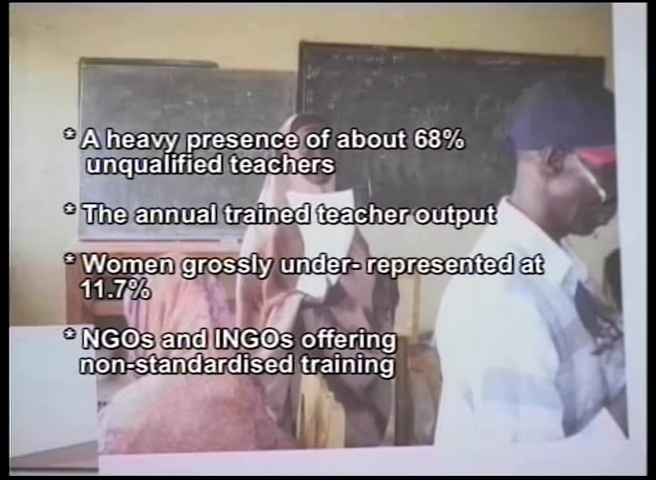 * A heavy presence of about 68%
unqualified teachers
* The annual trained teacher output
* Women grossly under- represented at
11.7%
* NGOs and INGOs offering
non-standardised training